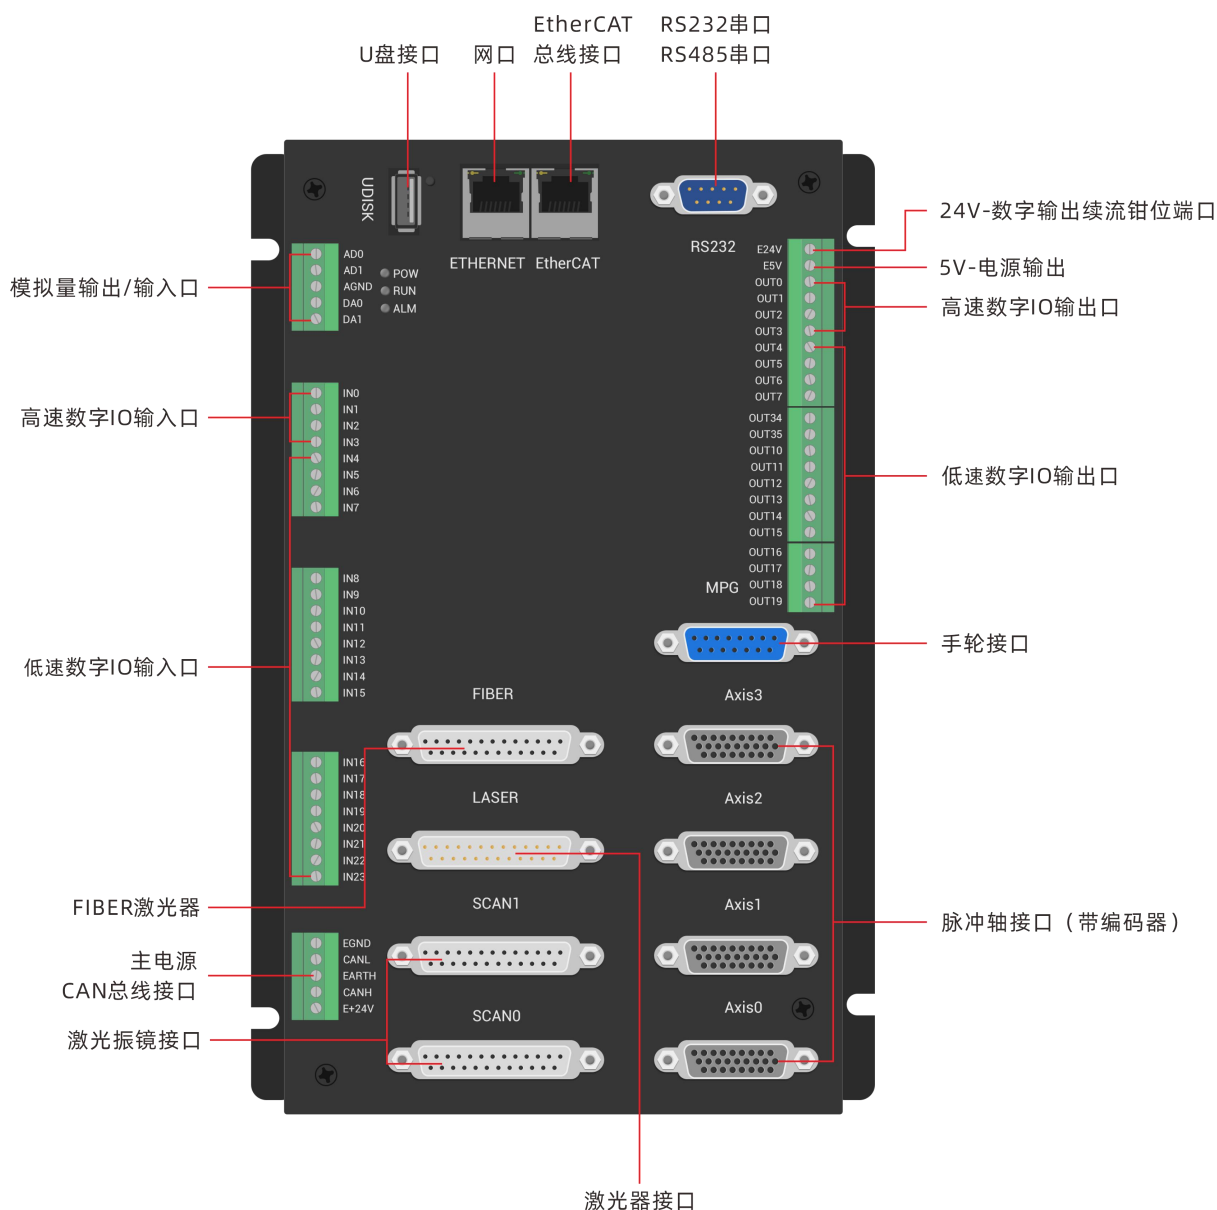 EtherCAT
RS232串口
U盘接口
网口
总线接口
RS485串口
UDISK
24V-数字输出续流钳位端口
RS232
E24V
ETHERNET
EtherCAT
AD0
AD1
AGND
DA0
DA1
POW
RUN
ALM
模拟量输出/输入口
E5V
5V-电源输出
OUT0
OUT1
OUT2
OUT3
高速数字IO输出口
OUT4
OUT5
OUT6
OUT7
高速数字IO输入口
IN0
IN1
IN2
IN3
IN4
IN5
IN6
IN7
OUT34
OUT35
OUT10
OUT11
OUT12
OUT13
OUT14
OUT15
低速数字IO输出口
OUT16
OUT17
OUT18
OUT19
MPG
手轮接口
IN8
IN9
IN10
IN11
IN12
IN13
IN14
IN15
低速数字IO输入口
FIBER
Axis3
IN16
IN17
IN18
IN19
IN20
IN21
IN22
IN23
LASER
Axis2
FIBER激光器
SCAN1
Axis1
脉冲轴接口（带编码器）
主电源
CAN总线接口
EGND
CANL
EARTH
CANH
E+24V
SCAN0
Axis0
激光振镜接口
激光器接口